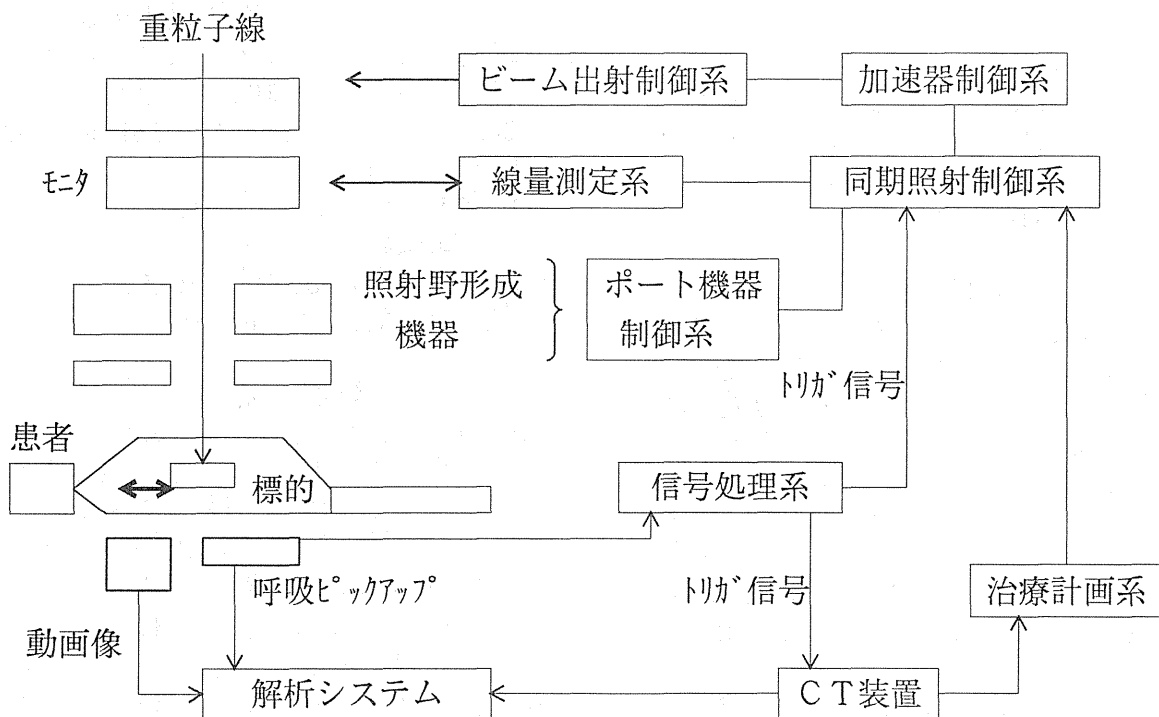 重粒子線
ビーム出射制御系
加速器制御系
モニタ
線量測定系
同期照射制御系
照射野形成
機器
ポート機器
制御系
トリガ信号
患者
標的
信号処理系
呼吸ピックアップ
トリガ信号
治療計画系
動画像
解析システム
CT装置